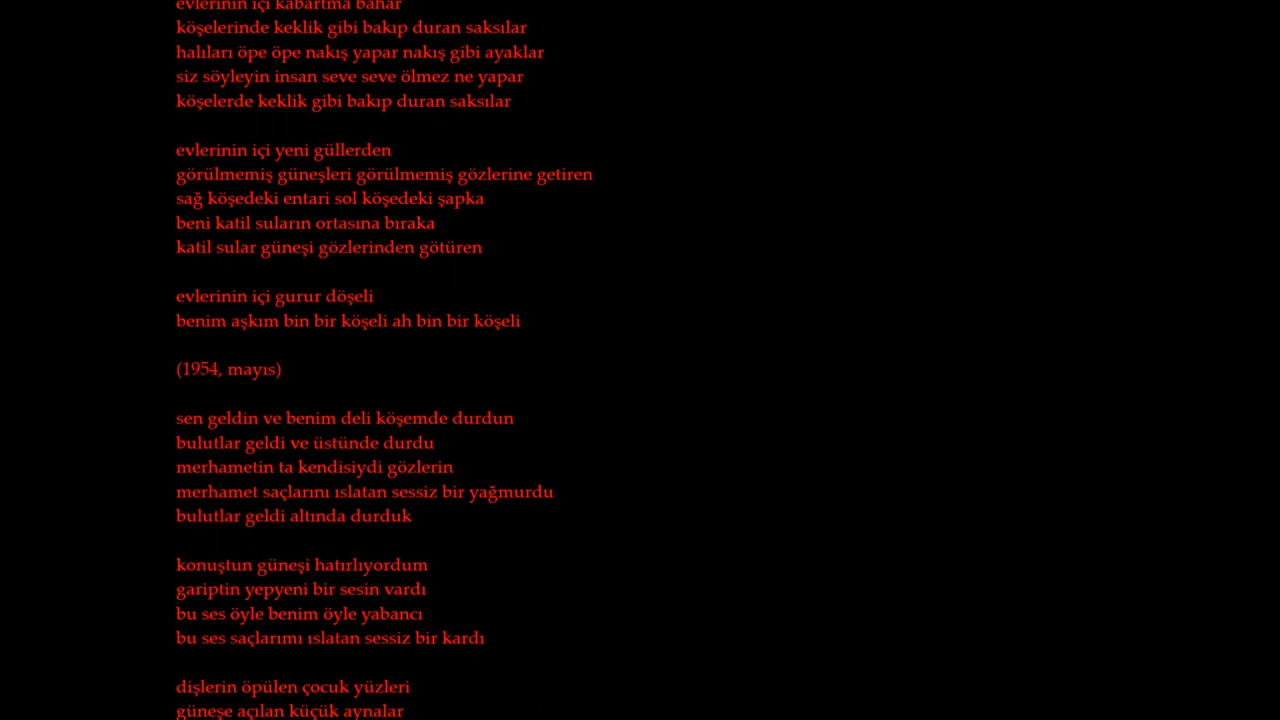 evlerinin içi kabartma bahar
köşelerinde keklik gibi bakıp duran saksılar
halıları öpe öpe nakış yapar nakış gibi ayaklar
siz söyleyin insan seve seve ölmez ne yapar
köşelerde keklik gibi bakıp duran saksılar
evlerinin içi yeni güllerden
görülmemiş güneşleri görülmemiş gözlerine getiren
sağ köşedeki entari sol köşedeki şapka
beni katil suların ortasına bıraka
katil sular güneşi gözlerinden götüren
evlerinin içi gurur döşeli
benim aşkım bin bir köşeli ah bin bir köşeli
(1954, mayıs)
sen geldin ve benim deli köşemde durdun
bulutlar geldi ve üstünde durdu
merhametin ta kendisiydi gözlerin
merhamet saçlarını ıslatan sessiz bir yağmurdu
bulutlar geldi altında durduk
konuştun güneşi hatırlıyordum
gariptin yepyeni bir sesin vardı
bu ses öyle benim öyle yabancı
bu ses saçlarımı ıslatan sessiz bir kardı
dişlerin öpülen çocuk yüzleri
güneşe açılan küçük aynalar